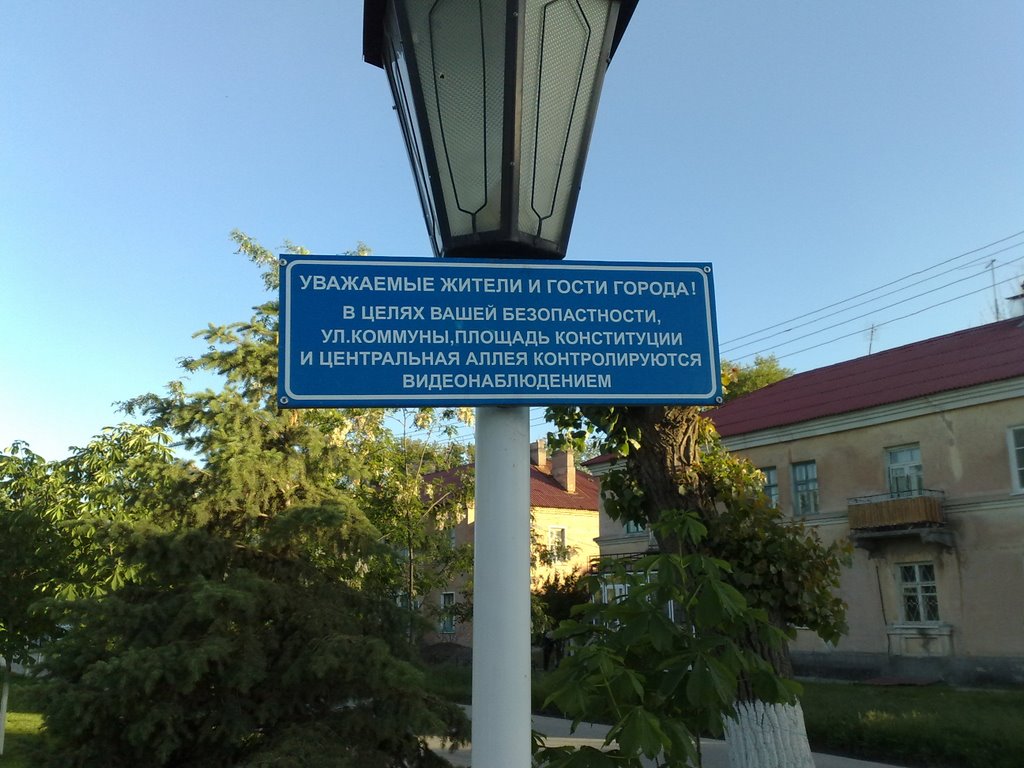 УВАЖАЕМЫЕ ЖИТЕЛИ И ГОСТИ ГОРОДА!
В ЦЕЛЯХ ВАШЕЙ БЕЗОПАСТНОСТИ,
УЛ.КОММУНЫ,ПЛОЩАДЬ КОНСТИТУЦИИ
И ЦЕНТРАЛЬНАЯ АЛЛЕЯ КОНТРОЛИРУЮТСЯ
ВИДЕОНАБЛЮДЕНИЕМ